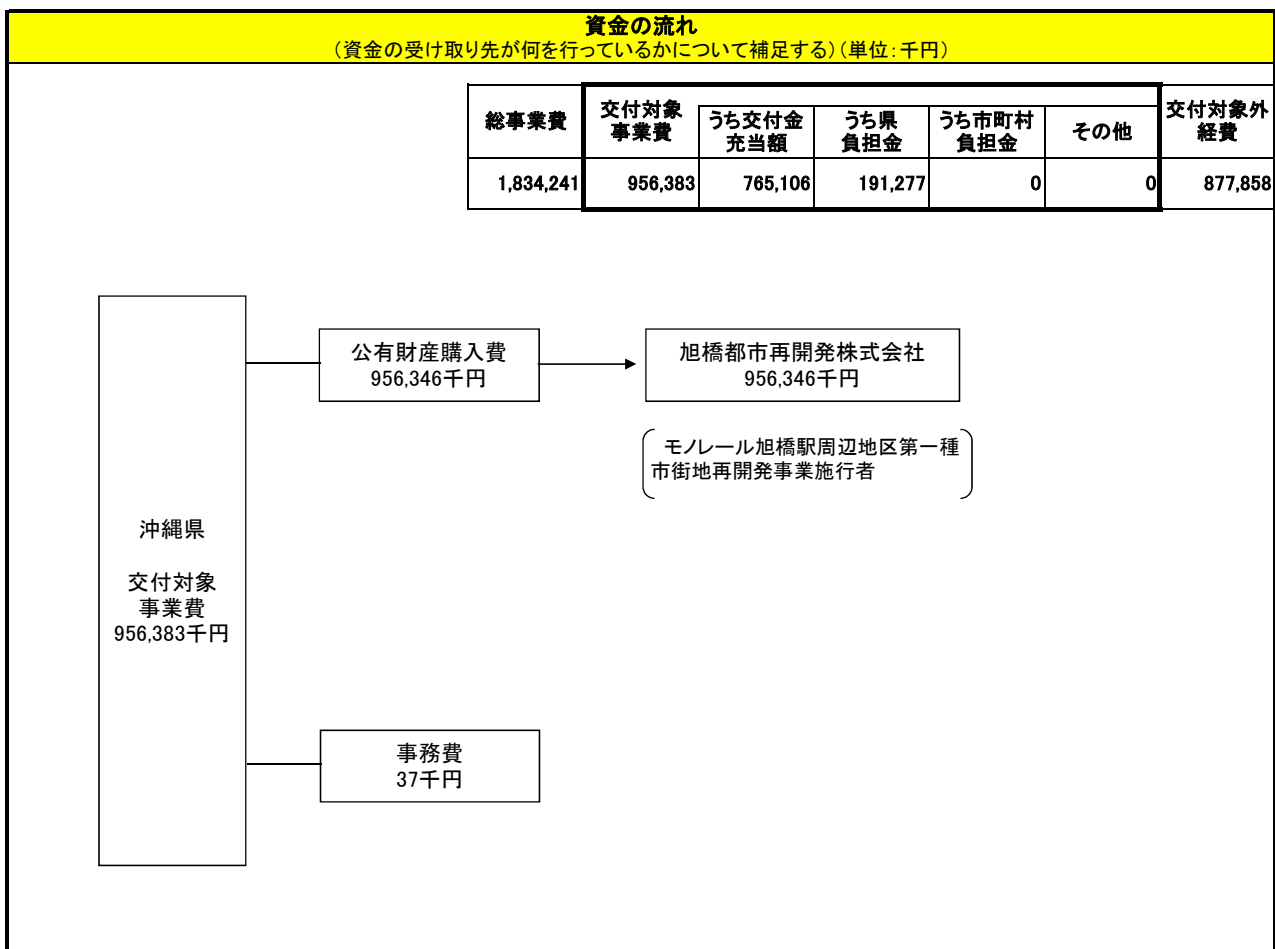 資金の流れ
（資金の受け取り先が何を行っているかについて補足する）（単位：千円）
総事業費
交付対象
事業費
うち交付金
充当額
うち県
負担金
うち市町村
負担金
その他
交付対象外
経費
1,834,241
956,383
765,106
191,277
0
0
877,858
公有財産購入費
956,346千円
旭橋都市再開発株式会社
956,346千円
モノレール旭橋駅周辺地区第一種
市街地再開発事業施行者
沖縄県
交付対象
事業費
956,383千円
事務費
37千円